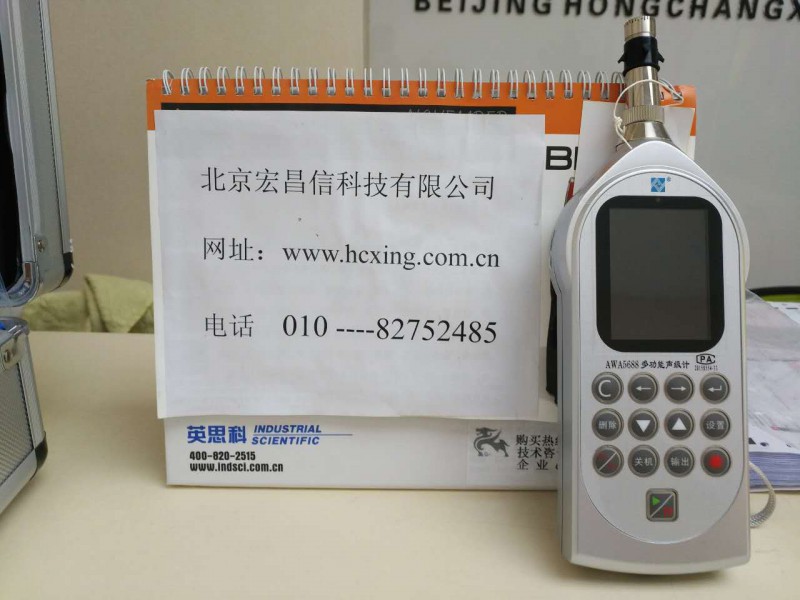 BEIJING HONGCHANGX
北京宏昌信科技有限公司
网址：www.hcxing.com.cn
电话 010 ----82752485
英思科 INDUSTRIAL SCIENTIFIC
400-820-2515
www.indsci.com.cn
购买热
技术咨
企业
AWA5688 多功能声级计
PA
C ← → ↵
删除 ▼ ▲ 设置
关机 输出